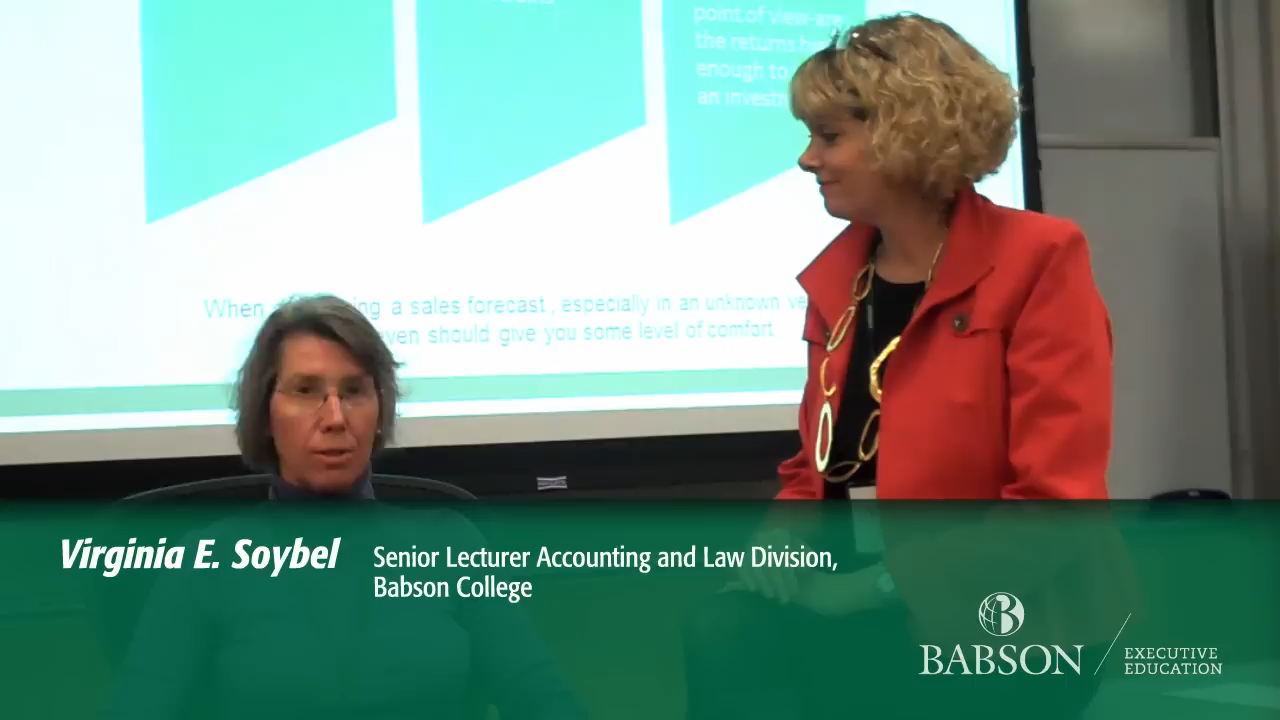 point of view-are
the returns
enough to
an
When a sales forecast, especially in an unknown
even should give you some level of comfort
Virginia E. Soybel
Senior Lecturer Accounting and Law Division,
Babson College
B
BABSON
EXECUTIVE
EDUCATION